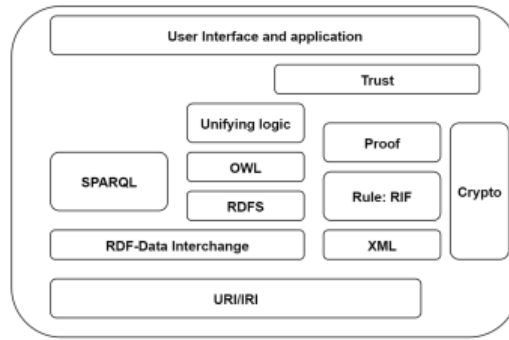 User Interface and application
Trust
Unifying logic
Proof
SPARQL
OWL
Crypto
Rule: RIF
RDFS
RDF-Data Interchange
XML
URI/IRI